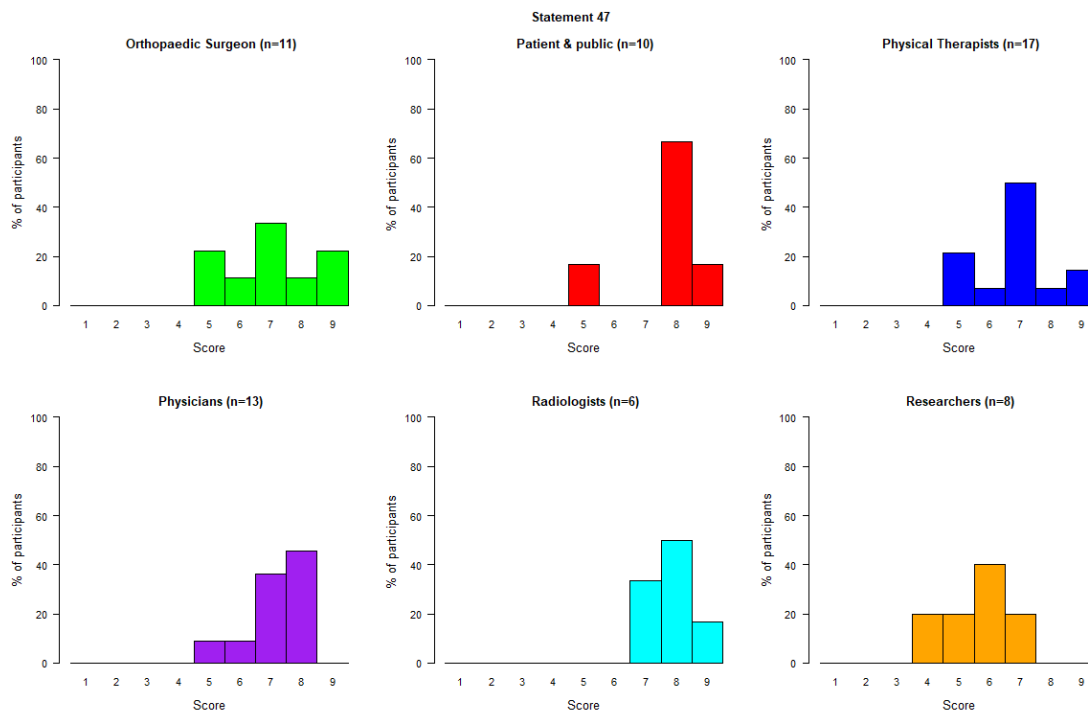 Statement 47
Orthopaedic Surgeon (n=11)
% of participants
100
80
60
40
20
0
1 2 3 4 5 6 7 8 9
Score
Patient & public (n=10)
% of participants
100
80
60
40
20
0
1 2 3 4 5 6 7 8 9
Score
Physical Therapists (n=17)
% of participants
100
80
60
40
20
0
1 2 3 4 5 6 7 8 9
Score
Physicians (n=13)
% of participants
100
80
60
40
20
0
1 2 3 4 5 6 7 8 9
Score
Radiologists (n=6)
% of participants
100
80
60
40
20
0
1 2 3 4 5 6 7 8 9
Score
Researchers (n=8)
% of participants
100
80
60
40
20
0
1 2 3 4 5 6 7 8 9
Score